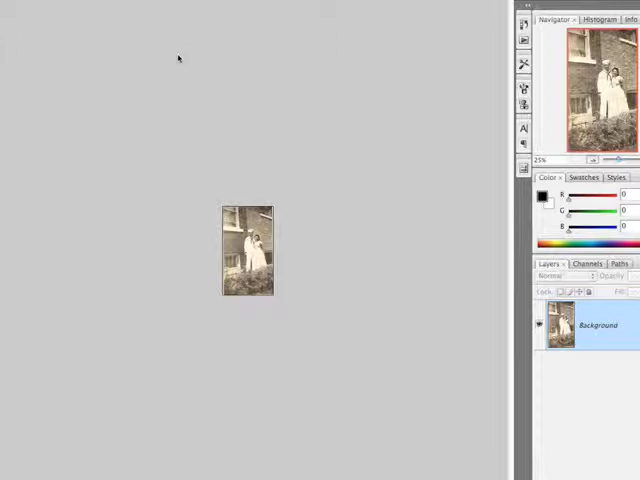 Navigator × Histogram Info
25%
Color × Swatches Styles
R 0
G 0
B 0
Layers × Channels Paths
Normal Opacity
Lock: Fill:
Background
A